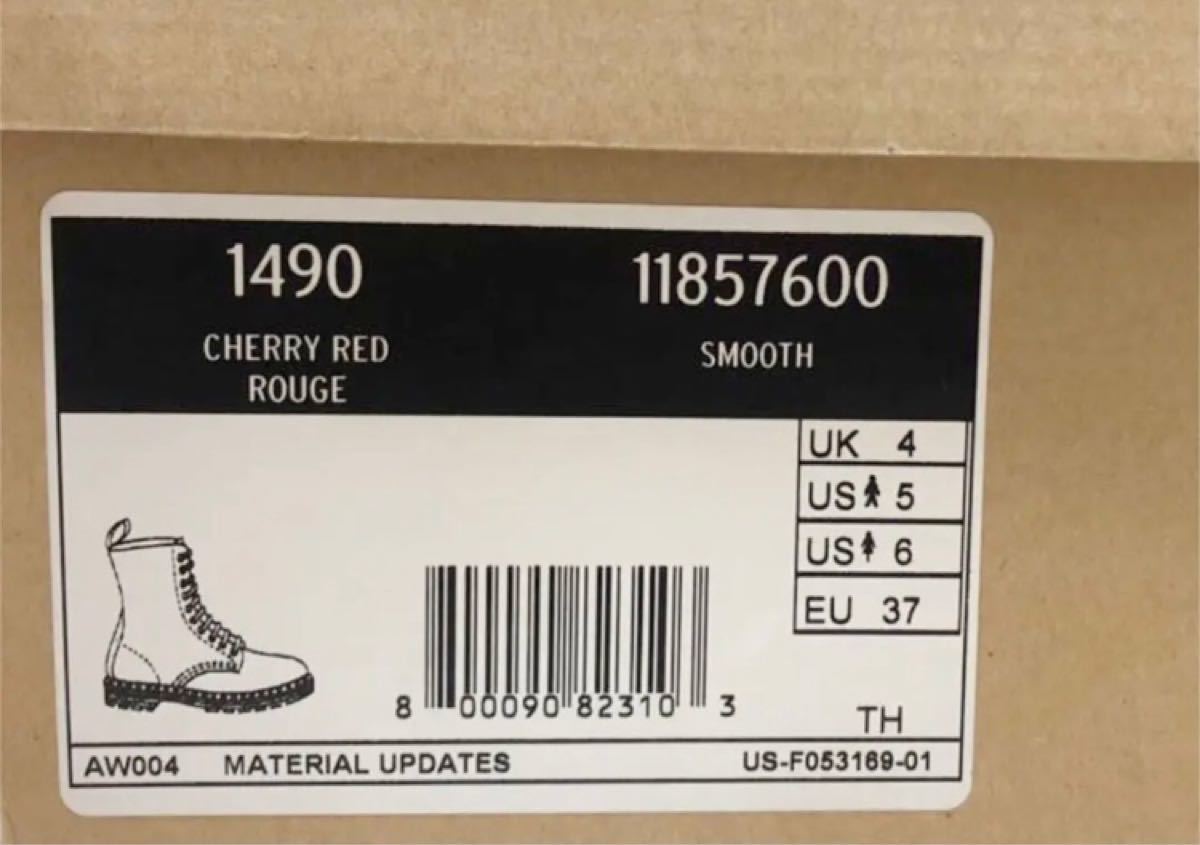 1490
11857600
CHERRY RED
ROUGE
SMOOTH
UK 4
US 5
US 6
EU 37
8 00090 82310 3
TH
AW004 MATERIAL UPDATES US-F053169-01